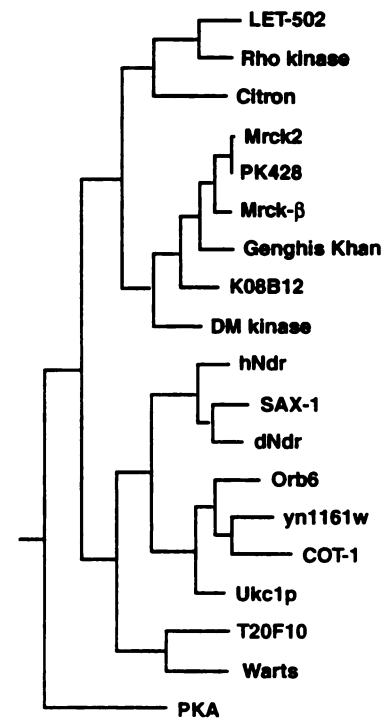 LET-502
Rho kinase
Citron
Mrck2
PK428
Mrck-β
Genghis Khan
K08B12
DM kinase
hNdr
SAX-1
dNdr
Orb6
yn1161w
COT-1
Ukc1p
T20F10
Warts
PKA